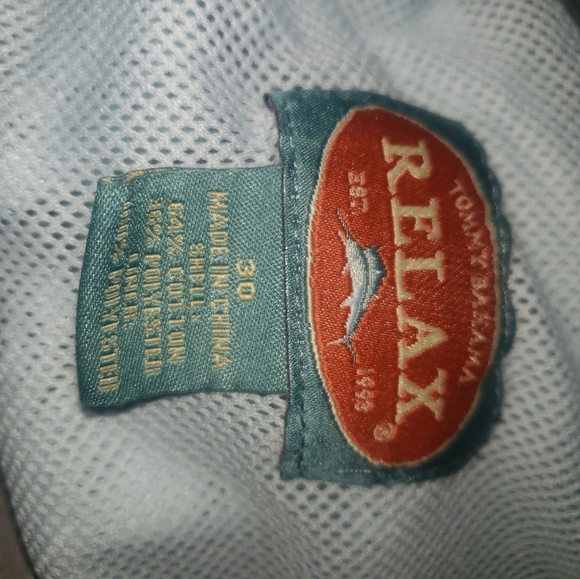 TOMMY BAHAMA
RELAX®
EST. 1993
30
MADE IN CHINA
SHELL:
64% COTTON
36% POLYESTER
LINER:
100% POLYESTER